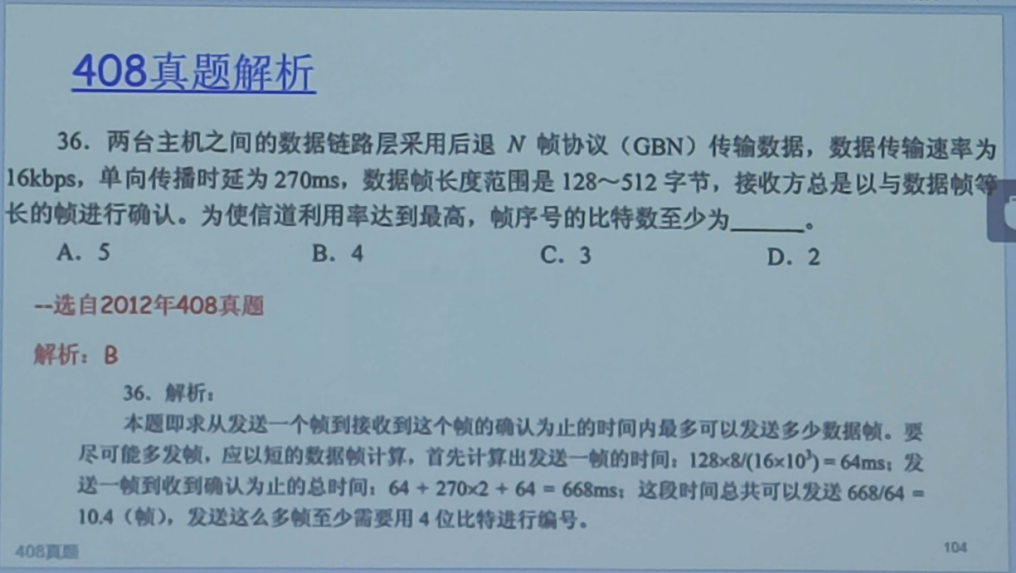 408真题解析
36. 两台主机之间的数据链路层采用后退 N 帧协议（GBN）传输数据，数据传输速率为
16kbps，单向传播时延为 270ms，数据帧长度范围是 128～512 字节，接收方总是以与数据帧等
长的帧进行确认。为使信道利用率达到最高，帧序号的比特数至少为______。
A. 5 B. 4 C. 3 D. 2
--选自2012年408真题
解析：B
36. 解析：
本题即求从发送一个帧到接收到这个帧的确认为止的时间内最多可以发送多少数据帧。要
尽可能多发帧，应以短的数据帧计算，首先计算出发送一帧的时间：128×8/(16×10³)＝64ms；发
送一帧到收到确认为止的总时间：64 + 270×2 + 64 = 668ms；这段时间总共可以发送 668/64 =
10.4（帧），发送这么多帧至少需要用 4 位比特进行编号。
408真题 104